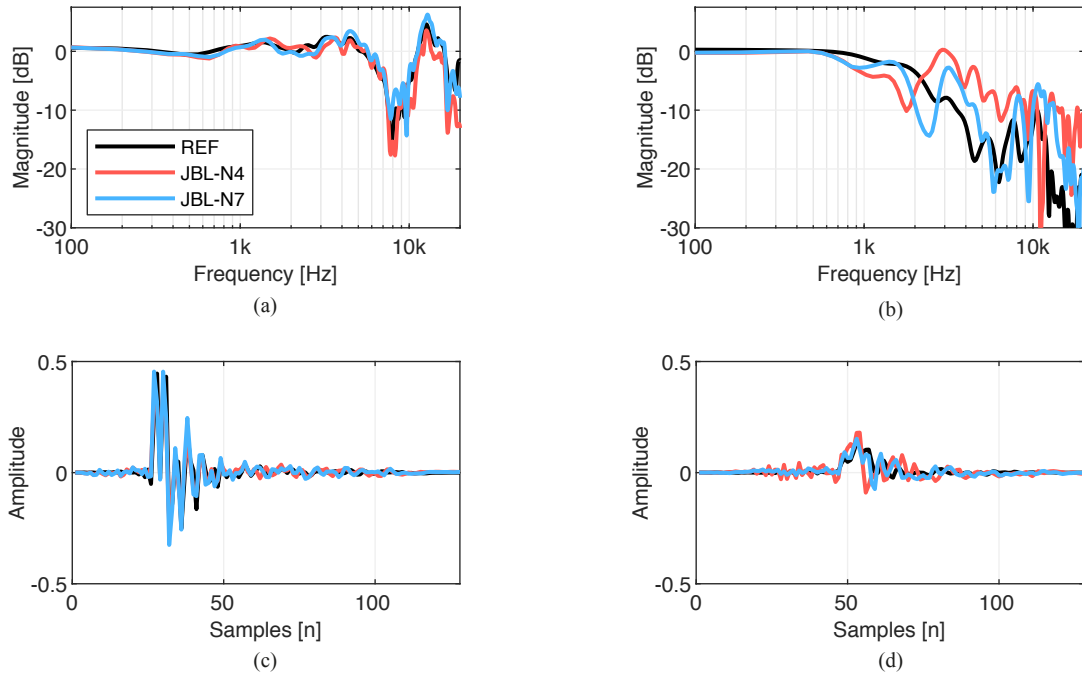 0
-10
-20
-30
Magnitude [dB]
REF
JBL-N4
JBL-N7
100
1k
10k
Frequency [Hz]
(a)
0
-10
-20
-30
Magnitude [dB]
100
1k
10k
Frequency [Hz]
(b)
0.5
0
-0.5
Amplitude
0
50
100
Samples [n]
(c)
0.5
0
-0.5
Amplitude
0
50
100
Samples [n]
(d)